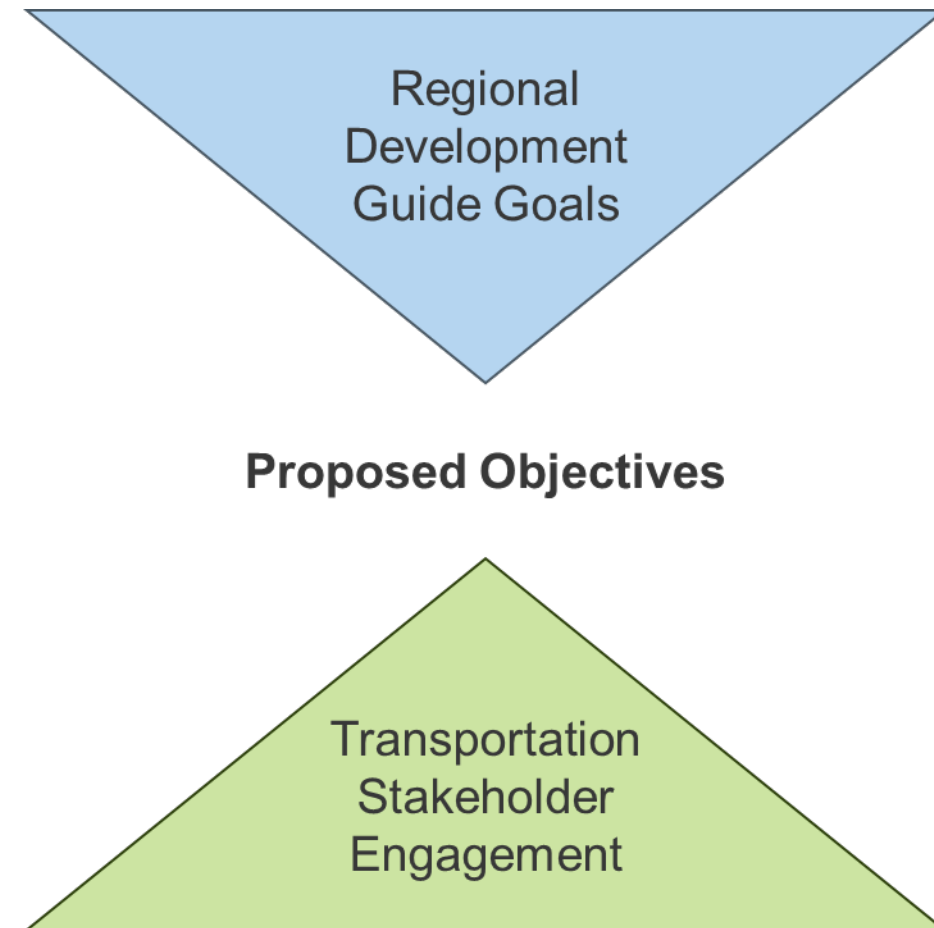 Regional
Development
Guide Goals
Proposed Objectives
Transportation
Stakeholder
Engagement